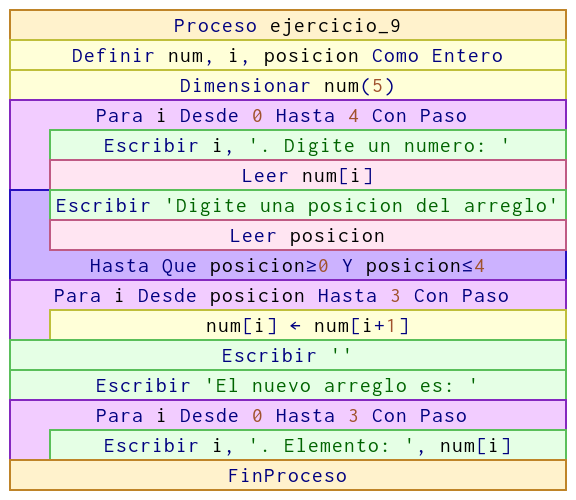 Proceso ejercicio_9
Definir num, i, posicion Como Entero
Dimensionar num(5)
Para i Desde 0 Hasta 4 Con Paso
Escribir i, '. Digite un numero: '
Leer num[i]
Escribir 'Digite una posicion del arreglo'
Leer posicion
Hasta Que posicion≥0 Y posicion≤4
Para i Desde posicion Hasta 3 Con Paso
num[i] ← num[i+1]
Escribir ''
Escribir 'El nuevo arreglo es: '
Para i Desde 0 Hasta 3 Con Paso
Escribir i, '. Elemento: ', num[i]
FinProceso